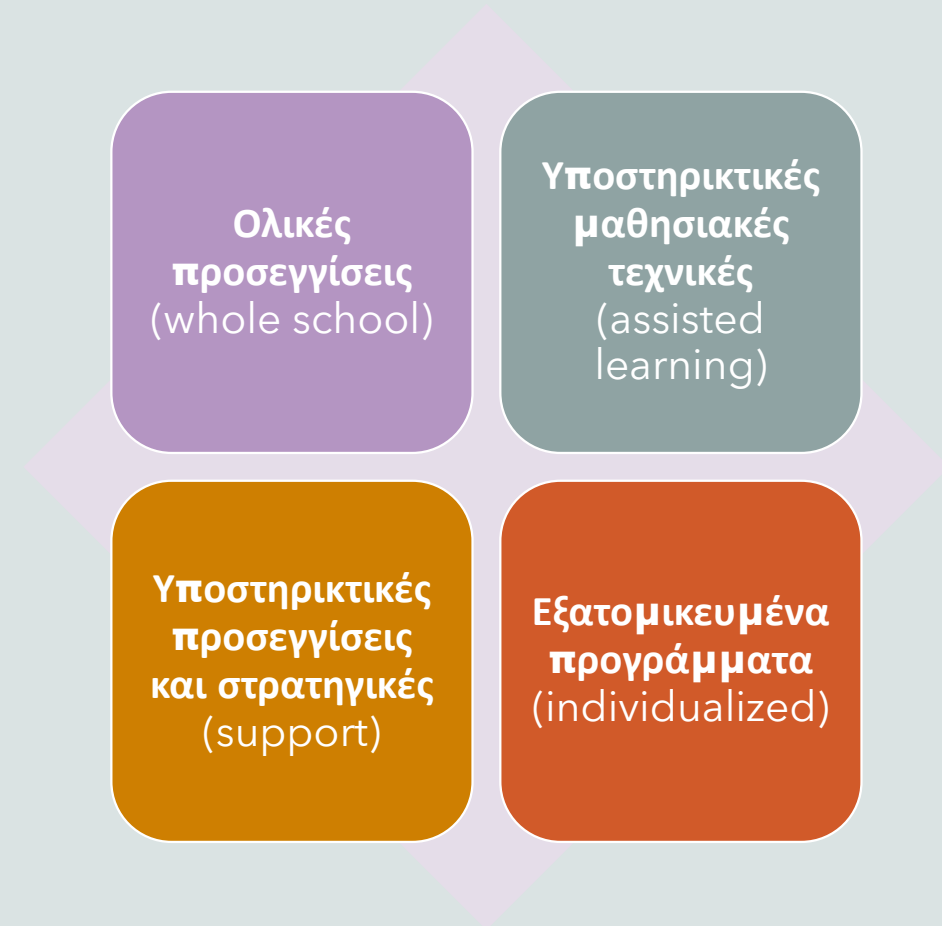 Ολικές
προσεγγίσεις
(whole school)
Υποστηρικτικές
μαθησιακές
τεχνικές
(assisted
learning)
Υποστηρικτικές
προσεγγίσεις
και στρατηγικές
(support)
Εξατομικευμένα
προγράμματα
(individualized)